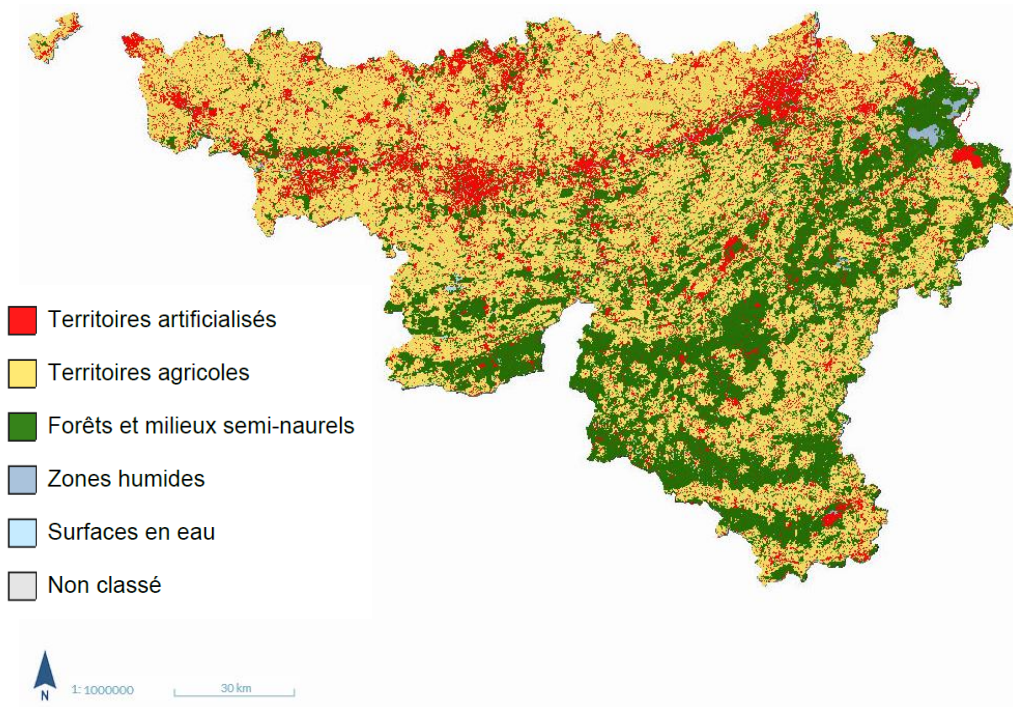 Territoires artificialisés
Territoires agricoles
Forêts et milieux semi-naurels
Zones humides
Surfaces en eau
Non classé
N
1: 1000000
30 km